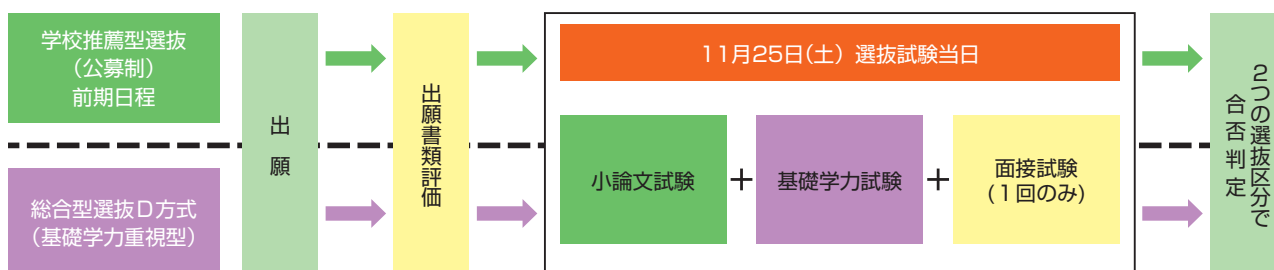 学校推薦型選抜
（公募制）
前期日程
総合型選抜D方式
（基礎学力重視型）
出願
出願書類評価
11月25日(土) 選抜試験当日
小論文試験
+
基礎学力試験
+
面接試験
(1回のみ)
2つの選抜区分で
合否判定